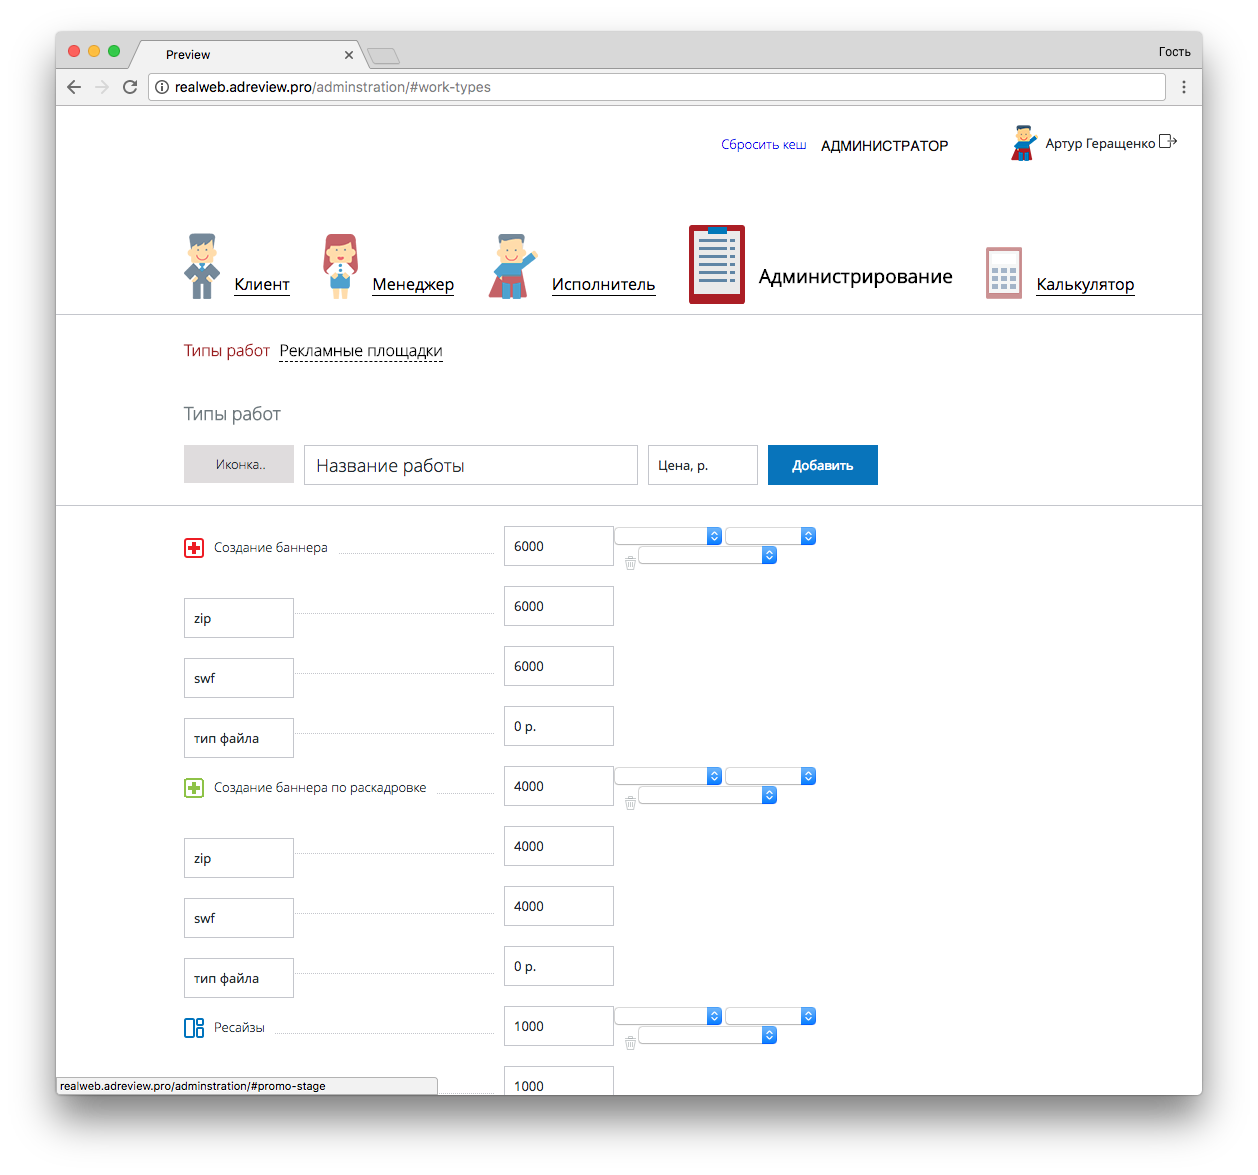 Preview
Гость
realweb.adreview.pro/adminstration/#work-types
Сбросить кеш АДМИНИСТРАТОР Артур Геращенко
Клиент Менеджер Исполнитель Администрирование Калькулятор
Типы работ Рекламные площадки
Типы работ
Иконка.. Название работы Цена, р. Добавить
Создание баннера 6000
zip 6000
swf 6000
тип файла 0 р.
Создание баннера по раскадровке 4000
zip 4000
swf 4000
тип файла 0 р.
Ресайзы 1000
1000
realweb.adreview.pro/adminstration/#promo-stage